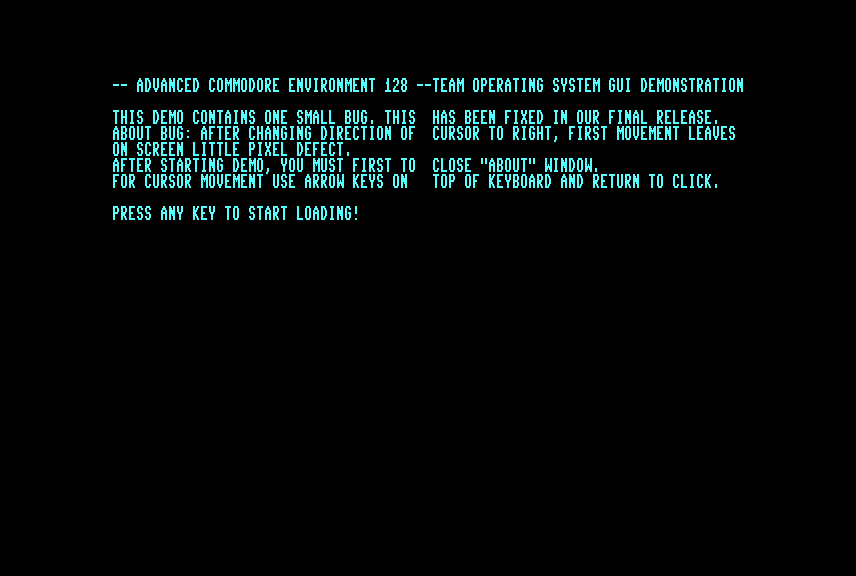 -- ADVANCED COMMODORE ENVIRONMENT 128 --TEAM OPERATING SYSTEM GUI DEMONSTRATION
THIS DEMO CONTAINS ONE SMALL BUG. THIS  HAS BEEN FIXED IN OUR FINAL RELEASE.
ABOUT BUG: AFTER CHANGING DIRECTION OF  CURSOR TO RIGHT, FIRST MOVEMENT LEAVES
ON SCREEN LITTLE PIXEL DEFECT.
AFTER STARTING DEMO, YOU MUST FIRST TO  CLOSE "ABOUT" WINDOW.
FOR CURSOR MOVEMENT USE ARROW KEYS ON   TOP OF KEYBOARD AND RETURN TO CLICK.
PRESS ANY KEY TO START LOADING!